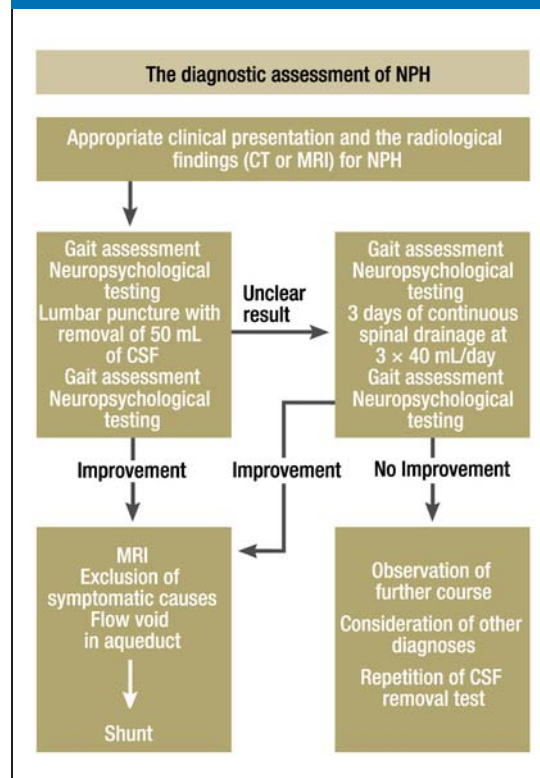 The diagnostic assessment of NPH
Appropriate clinical presentation and the radiological
findings (CT or MRI) for NPH
Gait assessment
Neuropsychological
testing
Lumbar puncture with
removal of 50 mL
of CSF
Gait assessment
Neuropsychological
testing
Unclear
result
Gait assessment
Neuropsychological
testing
3 days of continuous
spinal drainage at
3 × 40 mL/day
Gait assessment
Neuropsychological
testing
Improvement
Improvement
No Improvement
MRI
Exclusion of
symptomatic causes
Flow void
in aqueduct
Shunt
Observation of
further course
Consideration of other
diagnoses
Repetition of CSF
removal test